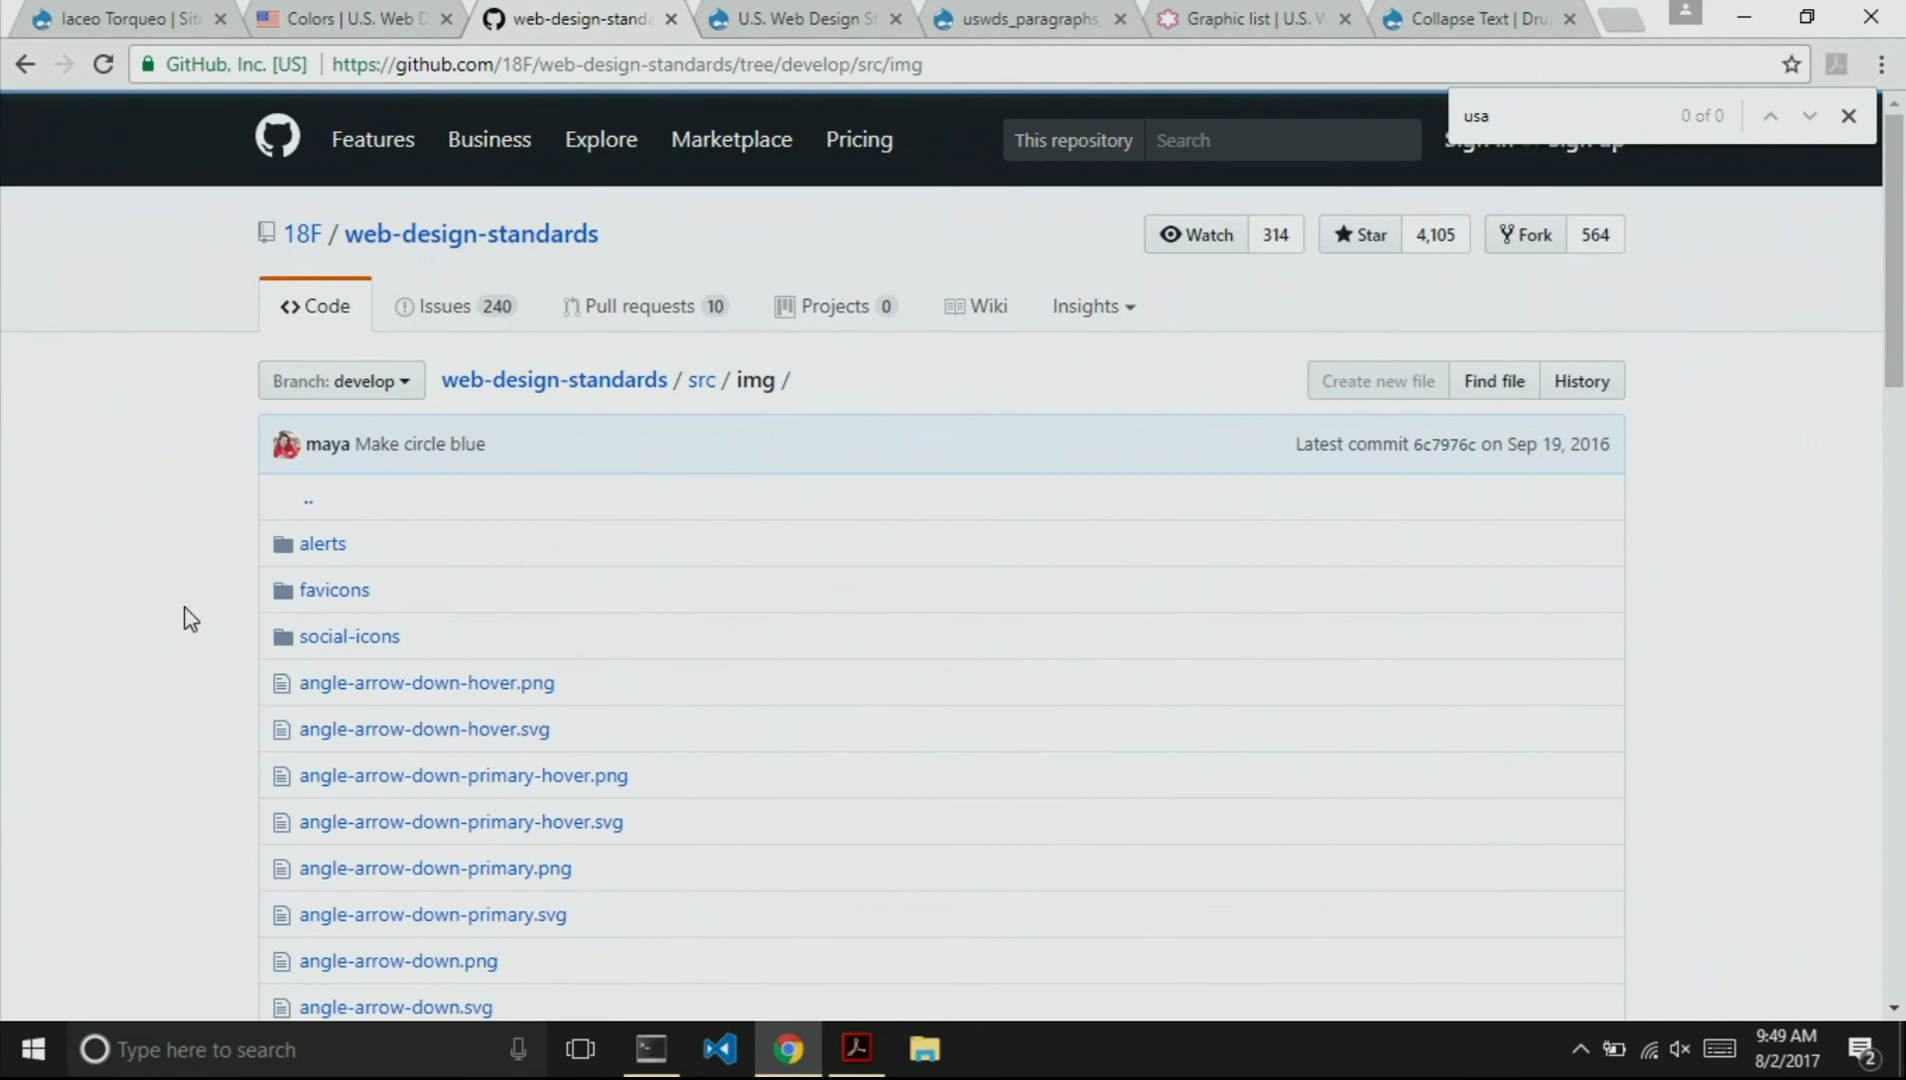 laceo Torqueo | Sit
Colors | U.S. Web D
web-design-standa
U.S. Web Design S
uswds_paragraphs
Graphic list | U.S. W
Collapse Text | Dru
GitHub, Inc. [US]
https://github.com/18F/web-design-standards/tree/develop/src/img
usa
0 of 0
Features
Business
Explore
Marketplace
Pricing
This repository
Search
18F / web-design-standards
Watch 314
Star 4,105
Fork 564
Code
Issues 240
Pull requests 10
Projects 0
Wiki
Insights
Branch: develop
web-design-standards / src / img /
Create new file
Find file
History
maya Make circle blue
Latest commit 6c7976c on Sep 19, 2016
..
alerts
favicons
social-icons
angle-arrow-down-hover.png
angle-arrow-down-hover.svg
angle-arrow-down-primary-hover.png
angle-arrow-down-primary-hover.svg
angle-arrow-down-primary.png
angle-arrow-down-primary.svg
angle-arrow-down.png
angle-arrow-down.svg
Type here to search
9:49 AM
8/2/2017
2